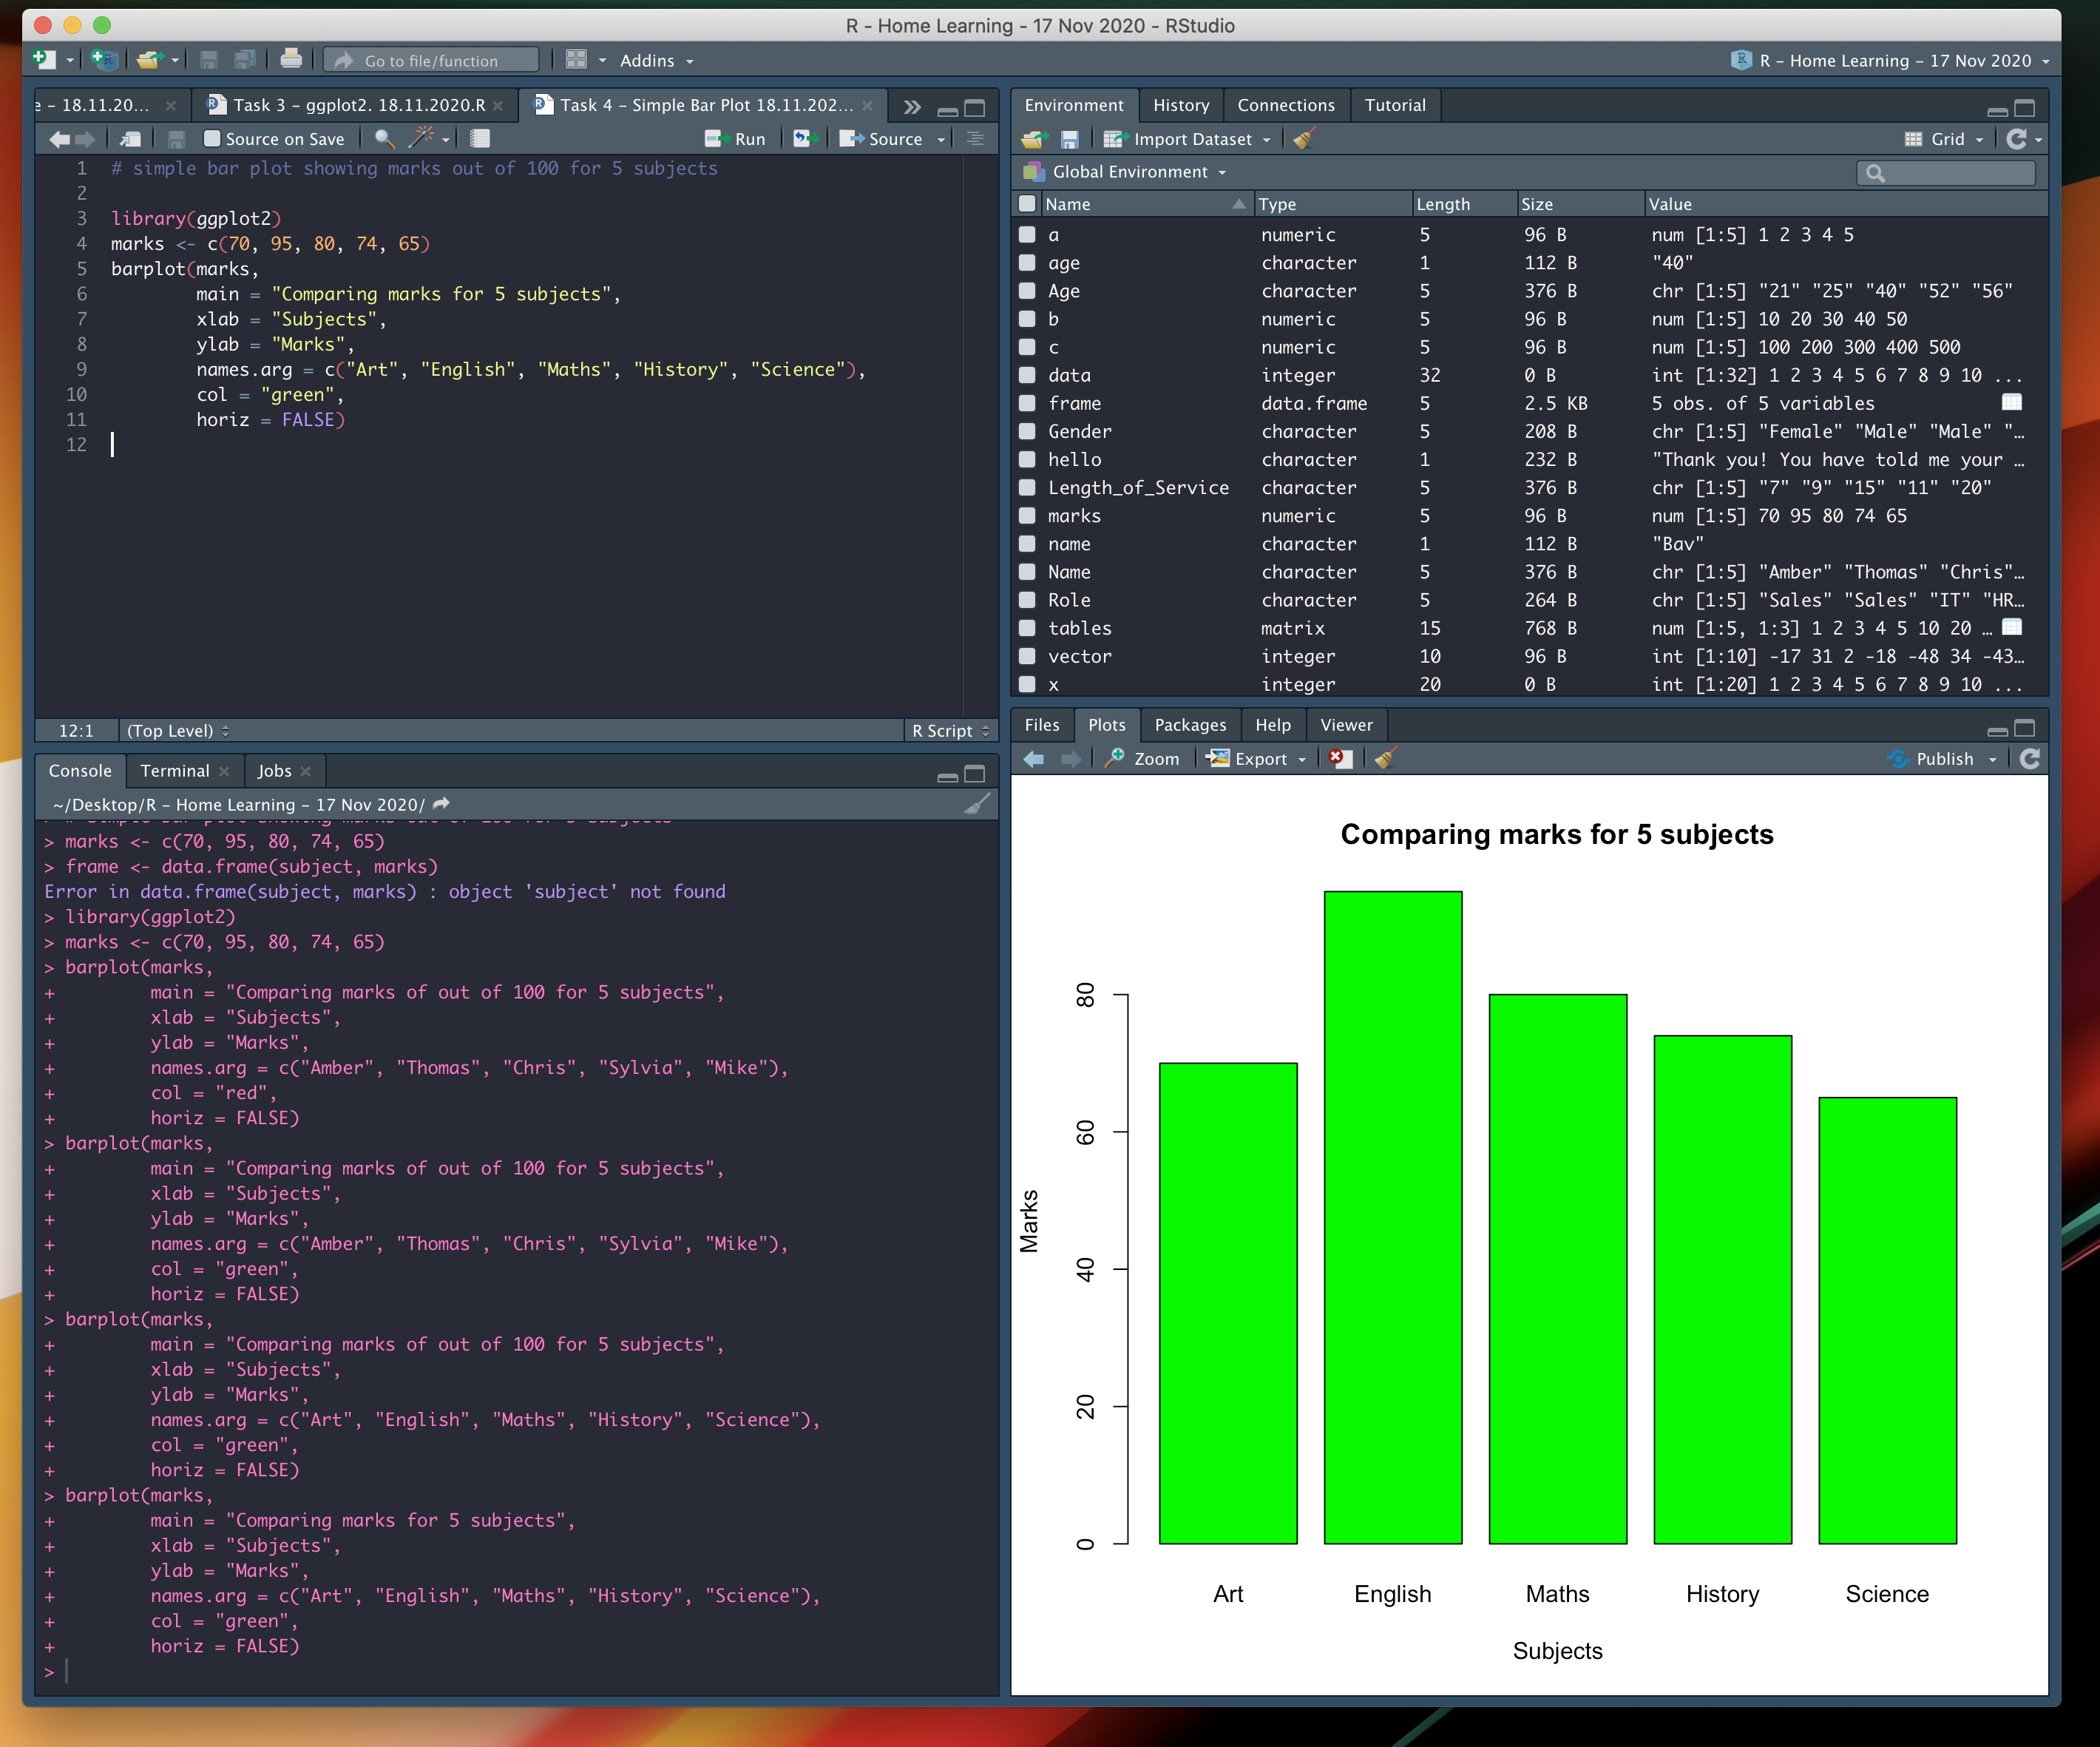 R - Home Learning - 17 Nov 2020 - RStudio
Go to file/function
Addins
R – Home Learning – 17 Nov 2020
e – 18.11.20...
Task 3 – ggplot2. 18.11.2020.R
Task 4 – Simple Bar Plot 18.11.202...
Source on Save
Run
Source
1 # simple bar plot showing marks out of 100 for 5 subjects
2
3 library(ggplot2)
4 marks <- c(70, 95, 80, 74, 65)
5 barplot(marks,
6 main = "Comparing marks for 5 subjects",
7 xlab = "Subjects",
8 ylab = "Marks",
9 names.arg = c("Art", "English", "Maths", "History", "Science"),
10 col = "green",
11 horiz = FALSE)
12
12:1 (Top Level) R Script
Console Terminal Jobs
~/Desktop/R – Home Learning – 17 Nov 2020/
> # simple bar plot showing marks out of 100 for 5 subjects
> marks <- c(70, 95, 80, 74, 65)
> frame <- data.frame(subject, marks)
Error in data.frame(subject, marks) : object 'subject' not found
> library(ggplot2)
> marks <- c(70, 95, 80, 74, 65)
> barplot(marks,
+ main = "Comparing marks of out of 100 for 5 subjects",
+ xlab = "Subjects",
+ ylab = "Marks",
+ names.arg = c("Amber", "Thomas", "Chris", "Sylvia", "Mike"),
+ col = "red",
+ horiz = FALSE)
> barplot(marks,
+ main = "Comparing marks of out of 100 for 5 subjects",
+ xlab = "Subjects",
+ ylab = "Marks",
+ names.arg = c("Amber", "Thomas", "Chris", "Sylvia", "Mike"),
+ col = "green",
+ horiz = FALSE)
> barplot(marks,
+ main = "Comparing marks of out of 100 for 5 subjects",
+ xlab = "Subjects",
+ ylab = "Marks",
+ names.arg = c("Art", "English", "Maths", "History", "Science"),
+ col = "green",
+ horiz = FALSE)
> barplot(marks,
+ main = "Comparing marks for 5 subjects",
+ xlab = "Subjects",
+ ylab = "Marks",
+ names.arg = c("Art", "English", "Maths", "History", "Science"),
+ col = "green",
+ horiz = FALSE)
>
Environment History Connections Tutorial
Import Dataset
Grid
Global Environment
Name Type Length Size Value
a numeric 5 96 B num [1:5] 1 2 3 4 5
age character 1 112 B "40"
Age character 5 376 B chr [1:5] "21" "25" "40" "52" "56"
b numeric 5 96 B num [1:5] 10 20 30 40 50
c numeric 5 96 B num [1:5] 100 200 300 400 500
data integer 32 0 B int [1:32] 1 2 3 4 5 6 7 8 9 10 ...
frame data.frame 5 2.5 KB 5 obs. of 5 variables
Gender character 5 208 B chr [1:5] "Female" "Male" "Male" "...
hello character 1 232 B "Thank you! You have told me your ...
Length_of_Service character 5 376 B chr [1:5] "7" "9" "15" "11" "20"
marks numeric 5 96 B num [1:5] 70 95 80 74 65
name character 1 112 B "Bav"
Name character 5 376 B chr [1:5] "Amber" "Thomas" "Chris"...
Role character 5 264 B chr [1:5] "Sales" "Sales" "IT" "HR...
tables matrix 15 768 B num [1:5, 1:3] 1 2 3 4 5 10 20 ...
vector integer 10 96 B int [1:10] -17 31 2 -18 -48 34 -43...
x integer 20 0 B int [1:20] 1 2 3 4 5 6 7 8 9 10 ...
Files Plots Packages Help Viewer
Zoom
Export
Publish
Comparing marks for 5 subjects
80
60
40
20
0
Marks
Art English Maths History Science
Subjects